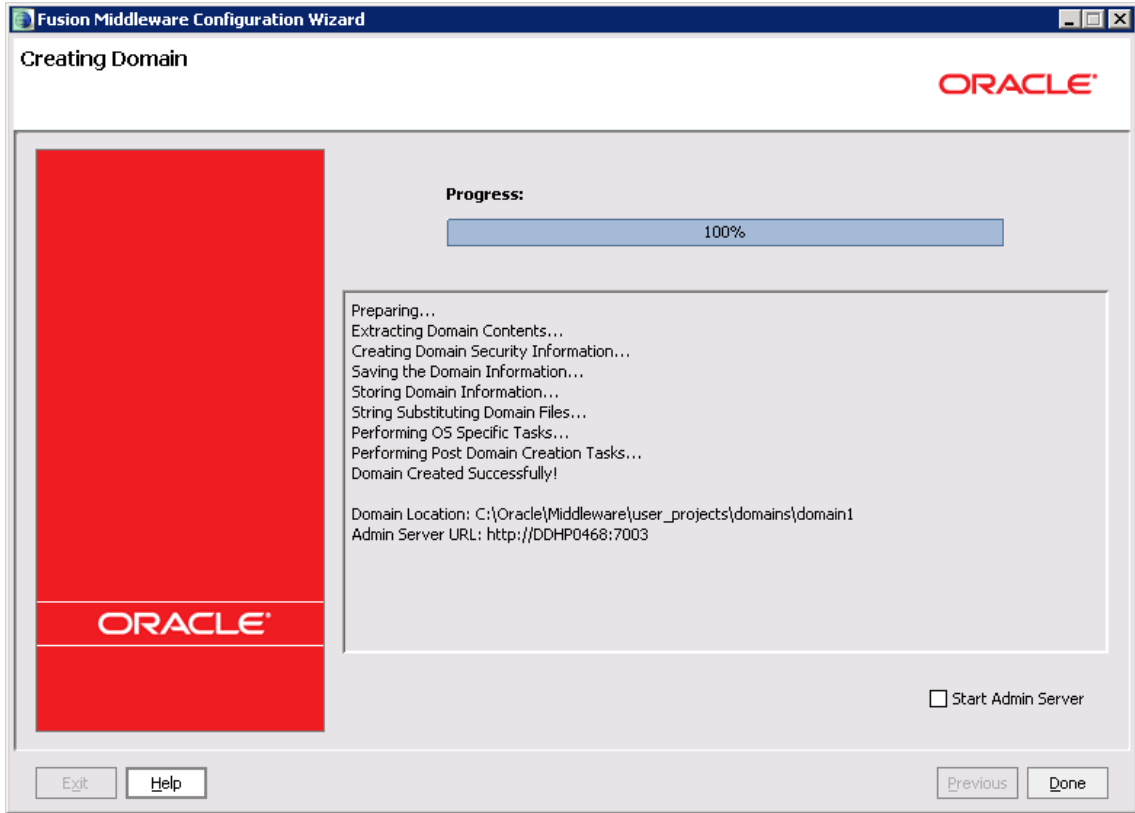 Fusion Middleware Configuration Wizard
Creating Domain
ORACLE
Progress:
100%
Preparing...
Extracting Domain Contents...
Creating Domain Security Information...
Saving the Domain Information...
Storing Domain Information...
String Substituting Domain Files...
Performing OS Specific Tasks...
Performing Post Domain Creation Tasks...
Domain Created Successfully!
Domain Location: C:\Oracle\Middleware\user_projects\domains\domain1
Admin Server URL: http://DDHP0468:7003
ORACLE
Start Admin Server
Exit Help Previous Done